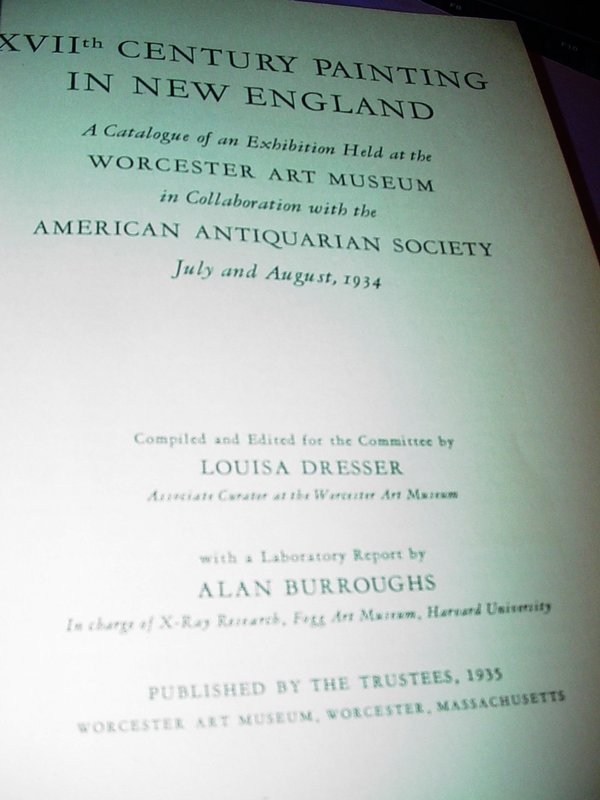 XVIIth CENTURY PAINTING
IN NEW ENGLAND
A Catalogue of an Exhibition Held at the
WORCESTER ART MUSEUM
in Collaboration with the
AMERICAN ANTIQUARIAN SOCIETY
July and August, 1934
Compiled and Edited for the Committee by
LOUISA DRESSER
Associate Curator at the Worcester Art Museum
with a Laboratory Report by
ALAN BURROUGHS
In charge of X-Ray Research, Fogg Art Museum, Harvard University
PUBLISHED BY THE TRUSTEES, 1935
WORCESTER ART MUSEUM, WORCESTER, MASSACHUSETTS